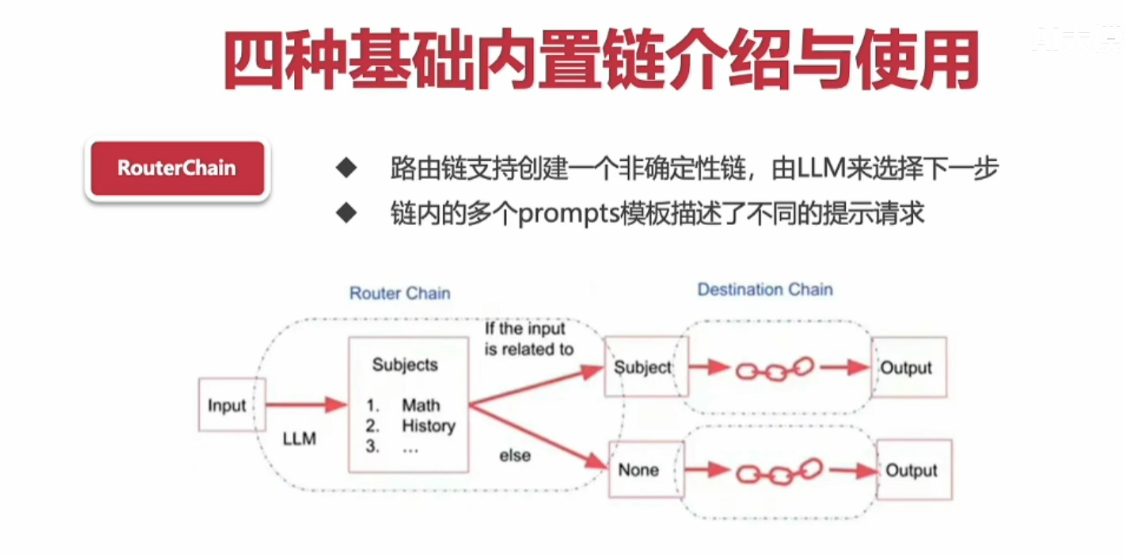 四种基础内置链介绍与使用
RouterChain
◆ 路由链支持创建一个非确定性链，由LLM来选择下一步
◆ 链内的多个prompts模板描述了不同的提示请求
Router Chain
Destination Chain
If the input
is related to
Subjects
Subject
Output
Input
1. Math
2. History
3. ...
LLM
else
None
Output